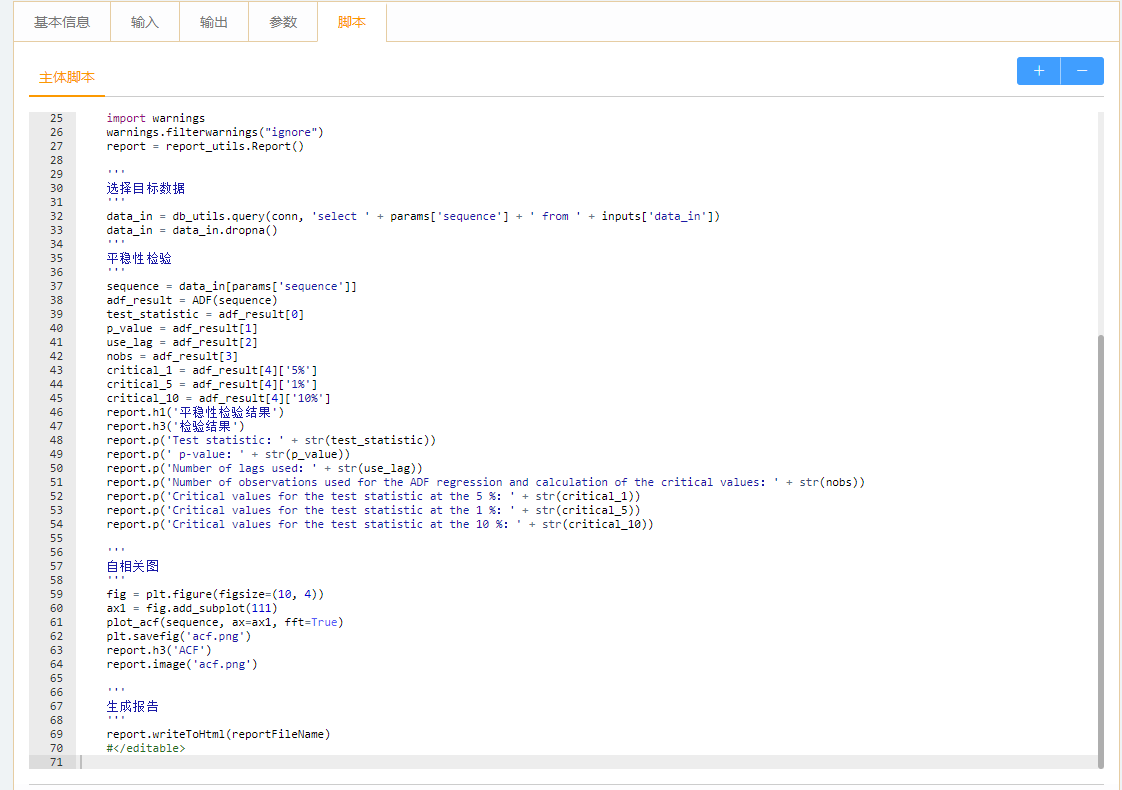 基本信息 输入 输出 参数 脚本
主体脚本 + −
25 import warnings
26 warnings.filterwarnings("ignore")
27 report = report_utils.Report()
28
29 '''
30 选择目标数据
31 '''
32 data_in = db_utils.query(conn, 'select ' + params['sequence'] + ' from ' + inputs['data_in'])
33 data_in = data_in.dropna()
34 '''
35 平稳性检验
36 '''
37 sequence = data_in[params['sequence']]
38 adf_result = ADF(sequence)
39 test_statistic = adf_result[0]
40 p_value = adf_result[1]
41 use_lag = adf_result[2]
42 nobs = adf_result[3]
43 critical_1 = adf_result[4]['5%']
44 critical_5 = adf_result[4]['1%']
45 critical_10 = adf_result[4]['10%']
46 report.h1('平稳性检验结果')
47 report.h3('检验结果')
48 report.p('Test statistic: ' + str(test_statistic))
49 report.p(' p-value: ' + str(p_value))
50 report.p('Number of lags used: ' + str(use_lag))
51 report.p('Number of observations used for the ADF regression and calculation of the critical values: ' + str(nobs))
52 report.p('Critical values for the test statistic at the 5 %: ' + str(critical_1))
53 report.p('Critical values for the test statistic at the 1 %: ' + str(critical_5))
54 report.p('Critical values for the test statistic at the 10 %: ' + str(critical_10))
55
56 '''
57 自相关图
58 '''
59 fig = plt.figure(figsize=(10, 4))
60 ax1 = fig.add_subplot(111)
61 plot_acf(sequence, ax=ax1, fft=True)
62 plt.savefig('acf.png')
63 report.h3('ACF')
64 report.image('acf.png')
65
66 '''
67 生成报告
68 '''
69 report.writeToHtml(reportFileName)
70 #</editable>
71